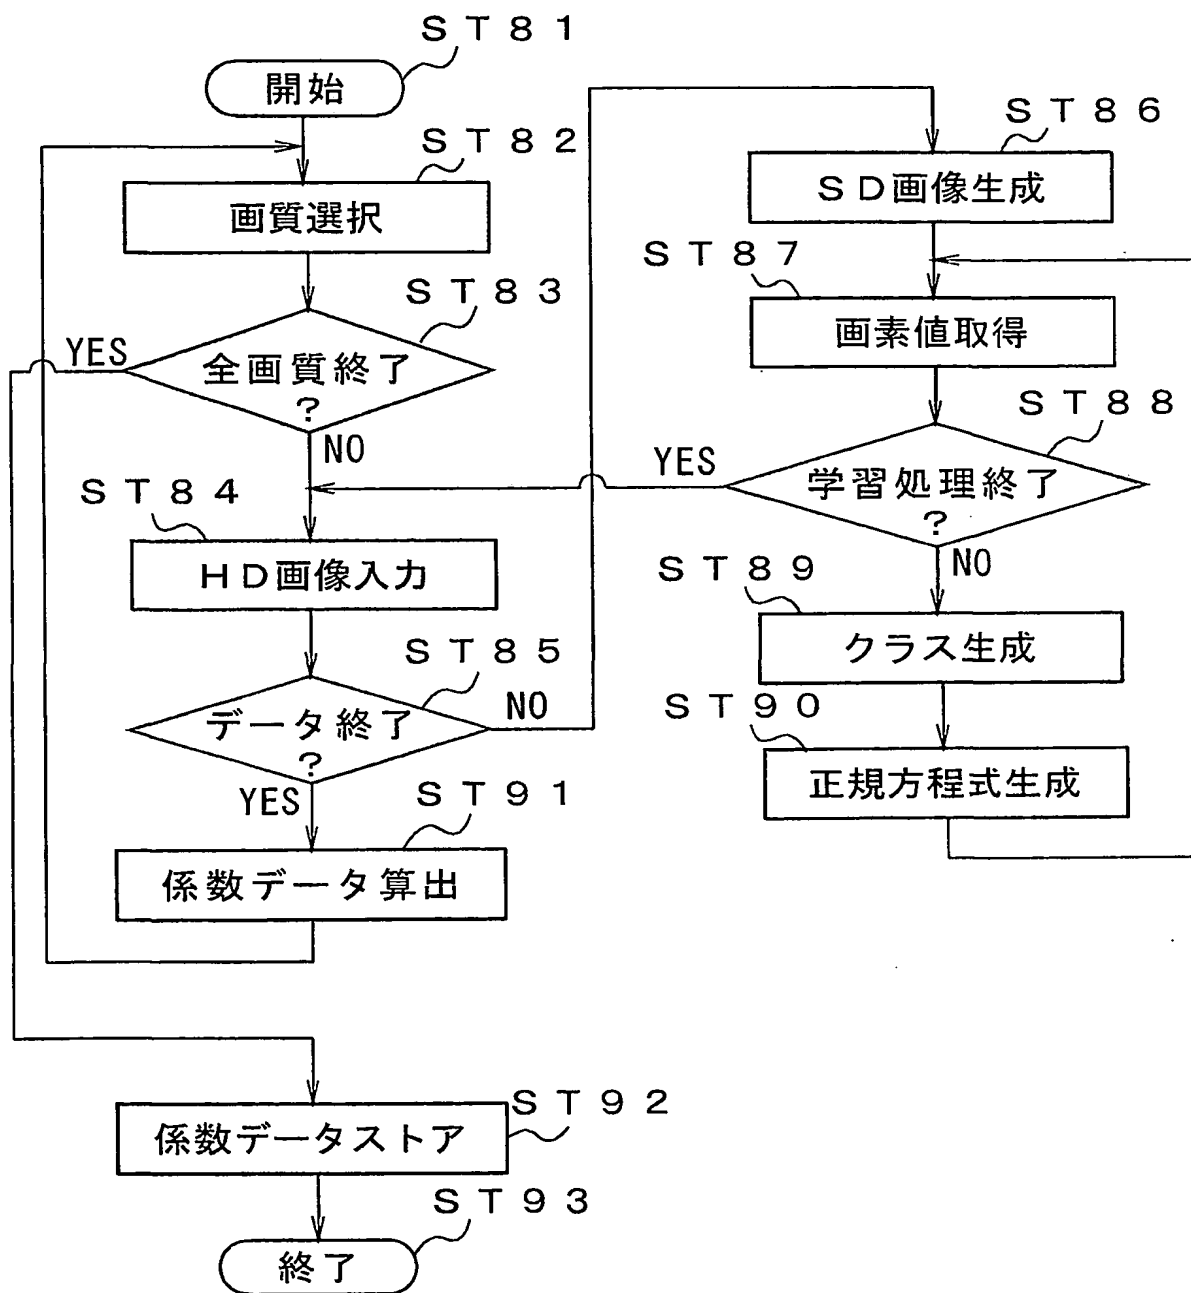 ＳＴ８１
開始
ＳＴ８２
画質選択
ＳＴ８３
YES
全画質終了
？
NO
ＳＴ８４
ＨＤ画像入力
ＳＴ８５
データ終了
？
NO
YES
ＳＴ９１
係数データ算出
ＳＴ８６
ＳＤ画像生成
ＳＴ８７
画素値取得
ＳＴ８８
YES
学習処理終了
？
NO
ＳＴ８９
クラス生成
ＳＴ９０
正規方程式生成
ＳＴ９２
係数データストア
ＳＴ９３
終了